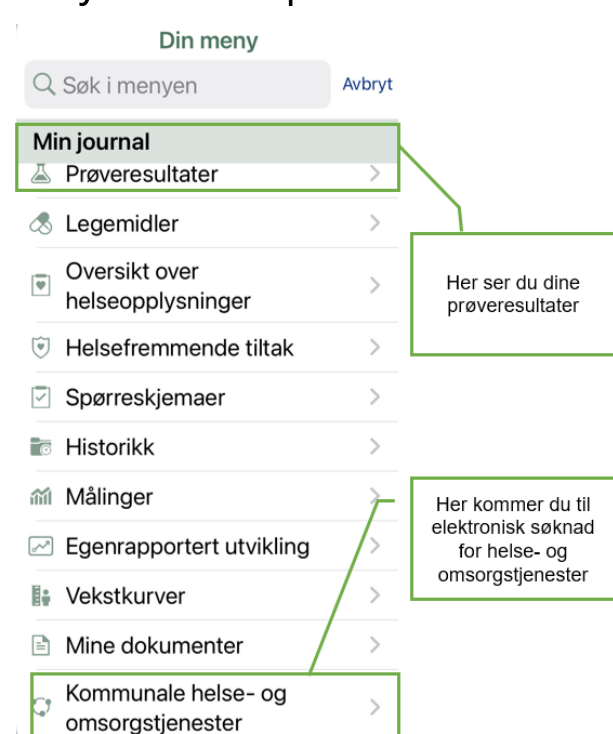 Din meny
Søk i menyen
Avbryt
Min journal
Prøveresultater
Legemidler
Oversikt over
helseopplysninger
Helsefremmende tiltak
Spørreskjemaer
Historikk
Målinger
Egenrapportert utvikling
Vekstkurver
Mine dokumenter
Kommunale helse- og
omsorgstjenester
Her ser du dine
prøveresultater
Her kommer du til
elektronisk søknad
for helse- og
omsorgstjenester